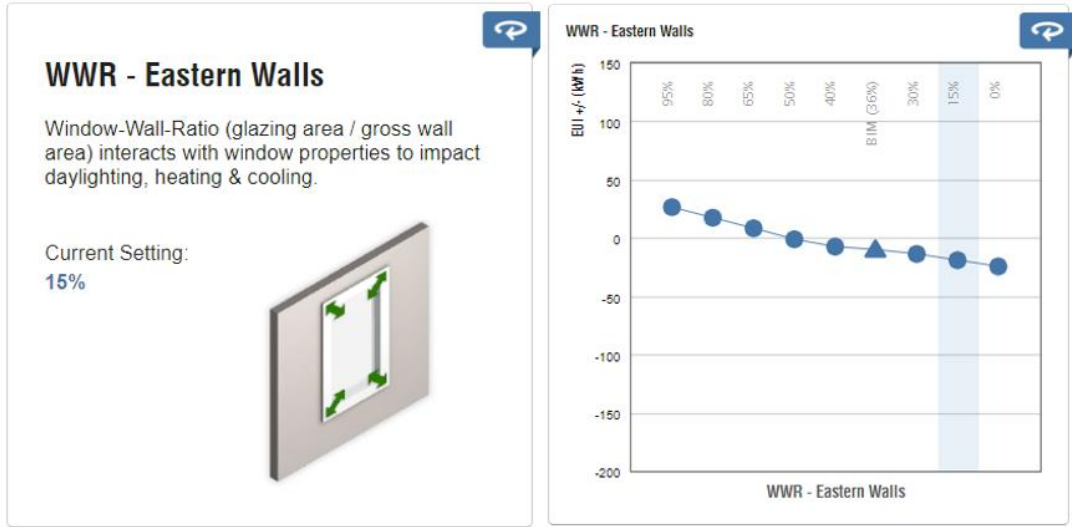 WWR - Eastern Walls
Window-Wall-Ratio (glazing area / gross wall
area) interacts with window properties to impact
daylighting, heating & cooling.
Current Setting:
15%
WWR - Eastern Walls
EUI +/- (kWh)
150
100
50
0
-50
-100
-150
-200
95%
80%
65%
50%
40%
BIM (36%)
30%
15%
0%
WWR - Eastern Walls